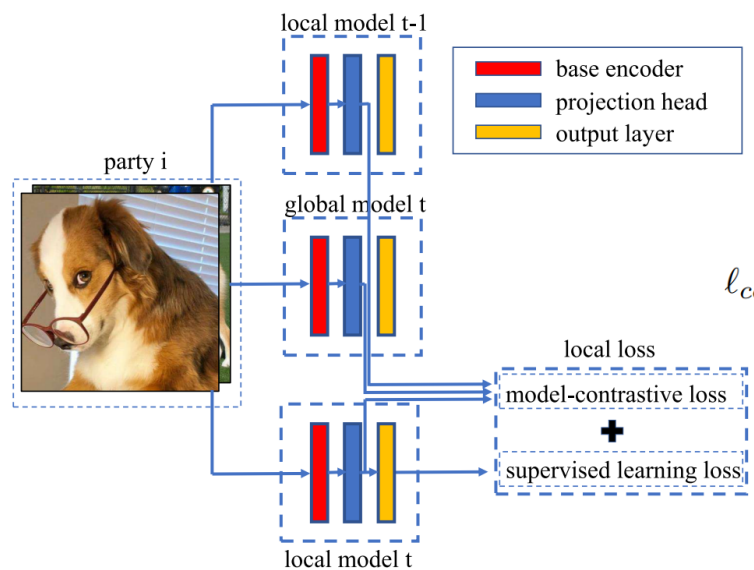 local model t-1
base encoder
projection head
output layer
party i
global model t
ℓ
local loss
model-contrastive loss
supervised learning loss
local model t